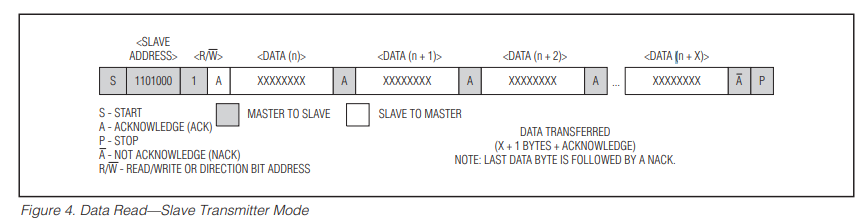 <SLAVE
ADDRESS> <R/W̅> <DATA (n)> <DATA (n + 1)> <DATA (n + 2)> <DATA (n + X)>
S 1101000 1 A XXXXXXXX A XXXXXXXX A XXXXXXXX A ... XXXXXXXX A̅ P
S - START
MASTER TO SLAVE SLAVE TO MASTER
A - ACKNOWLEDGE (ACK)
P - STOP
A̅ - NOT ACKNOWLEDGE (NACK)
R/W̅ - READ/WRITE OR DIRECTION BIT ADDRESS
DATA TRANSFERRED
(X + 1 BYTES + ACKNOWLEDGE)
NOTE: LAST DATA BYTE IS FOLLOWED BY A NACK.
Figure 4. Data Read—Slave Transmitter Mode